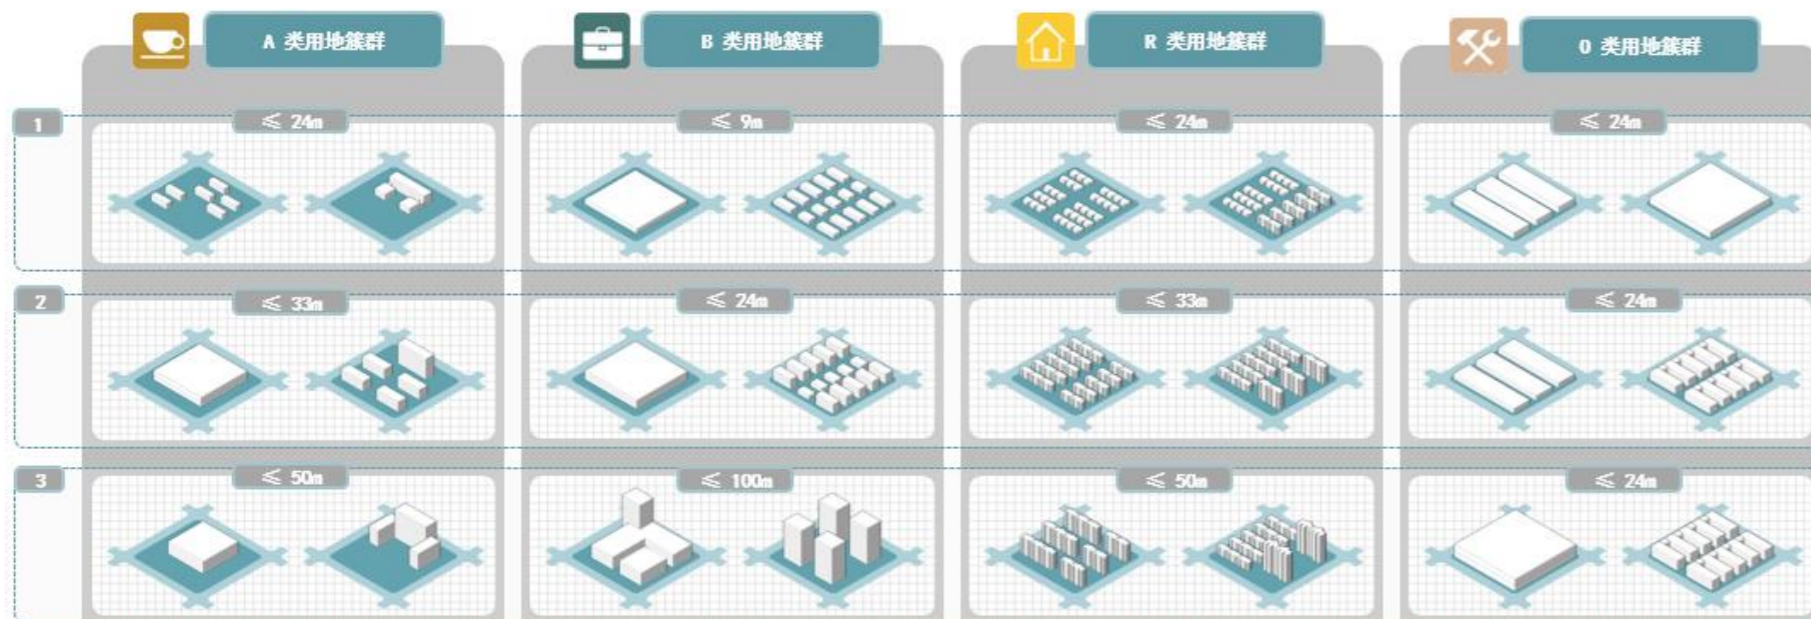 A 类用地簇群
B 类用地簇群
R 类用地簇群
O 类用地簇群
1
≤ 24m
≤ 9m
≤ 24m
≤ 24m
2
≤ 33m
≤ 24m
≤ 33m
≤ 24m
3
≤ 50m
≤ 100m
≤ 50m
≤ 24m